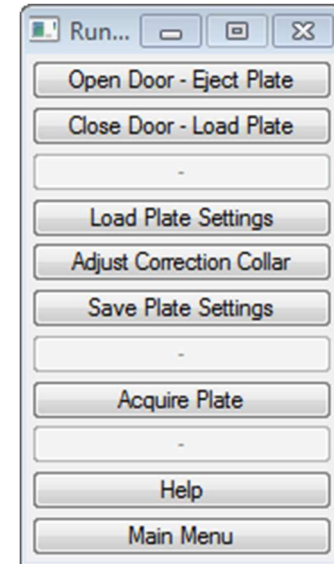 Run...
Open Door - Eject Plate
Close Door - Load Plate
-
Load Plate Settings
Adjust Correction Collar
Save Plate Settings
-
Acquire Plate
-
Help
Main Menu